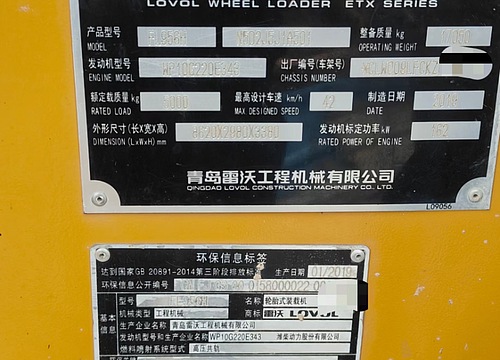 LOVOL WHEEL LOADER ETX SERIES
产品型号 整备质量 kg
MODEL OPERATING WEIGHT
发动机型号 WP10G220E343 出厂编号(车架号)
ENGINE MODEL CHASSIS NUMBER
额定载质量 kg 5000 最高设计车速 km/h 42 制造日期
RATED LOAD MAX DESIGNED SPEED DATE
外形尺寸(长X宽X高) 发动机标定功率 kW 162
DIMENSION (LxWxH) mm RATED POWER OF ENGINE
青岛雷沃工程机械有限公司
QINGDAO LOVOL CONSTRUCTION MACHINERY CO., LTD.
L09056
环保信息标签
达到国家GB 20891-2014第三阶段排放标准 生产日期 01/2019
环保信息公开编号
基本信息 型号 名称 轮胎式装载机
机械类型 工程机械 商标 雷沃 LOVOL
生产企业名称 青岛雷沃工程机械有限公司
发动机型号和生产企业名称 WP10G220E343 潍柴动力股份有限公司
燃料喷射系统型式 高压共轨